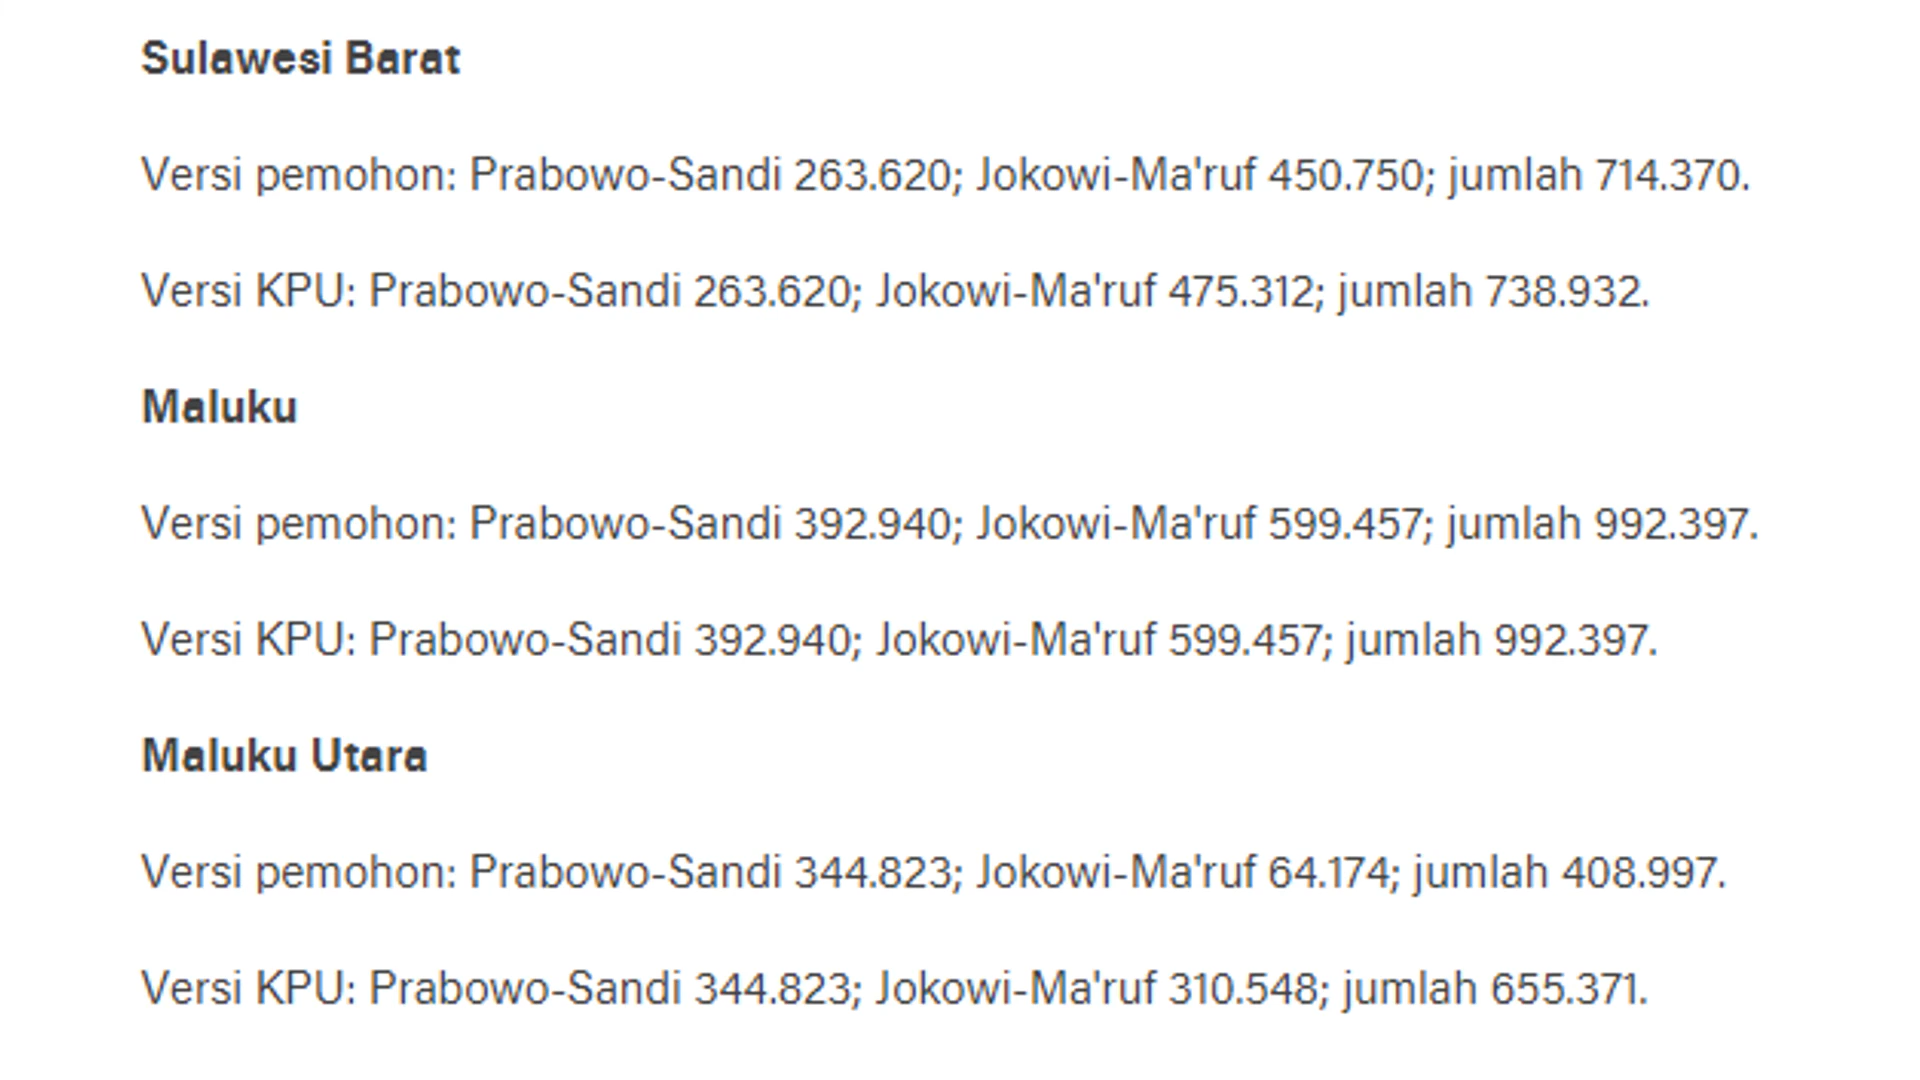 Sulawesi Barat
Versi pemohon: Prabowo-Sandi 263.620; Jokowi-Ma'ruf 450.750; jumlah 714.370.
Versi KPU: Prabowo-Sandi 263.620; Jokowi-Ma'ruf 475.312; jumlah 738.932.
Maluku
Versi pemohon: Prabowo-Sandi 392.940; Jokowi-Ma'ruf 599.457; jumlah 992.397.
Versi KPU: Prabowo-Sandi 392.940; Jokowi-Ma'ruf 599.457; jumlah 992.397.
Maluku Utara
Versi pemohon: Prabowo-Sandi 344.823; Jokowi-Ma'ruf 64.174; jumlah 408.997.
Versi KPU: Prabowo-Sandi 344.823; Jokowi-Ma'ruf 310.548; jumlah 655.371.